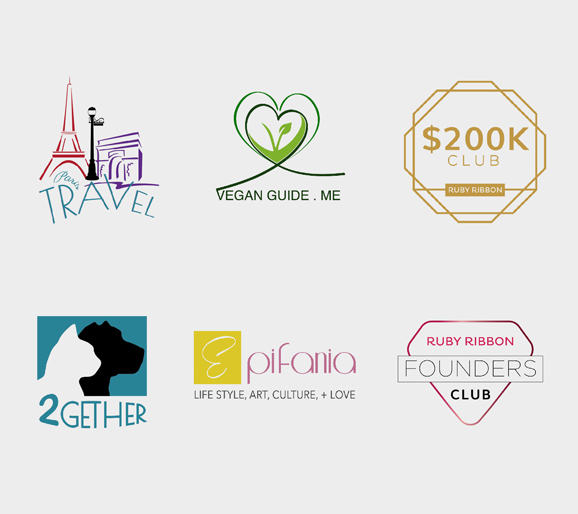 Paris
TRAVEL
VEGAN GUIDE . ME
$200K
CLUB
RUBY RIBBON
2GETHER
Epifania
LIFE STYLE, ART, CULTURE, + LOVE
RUBY RIBBON
FOUNDERS
CLUB